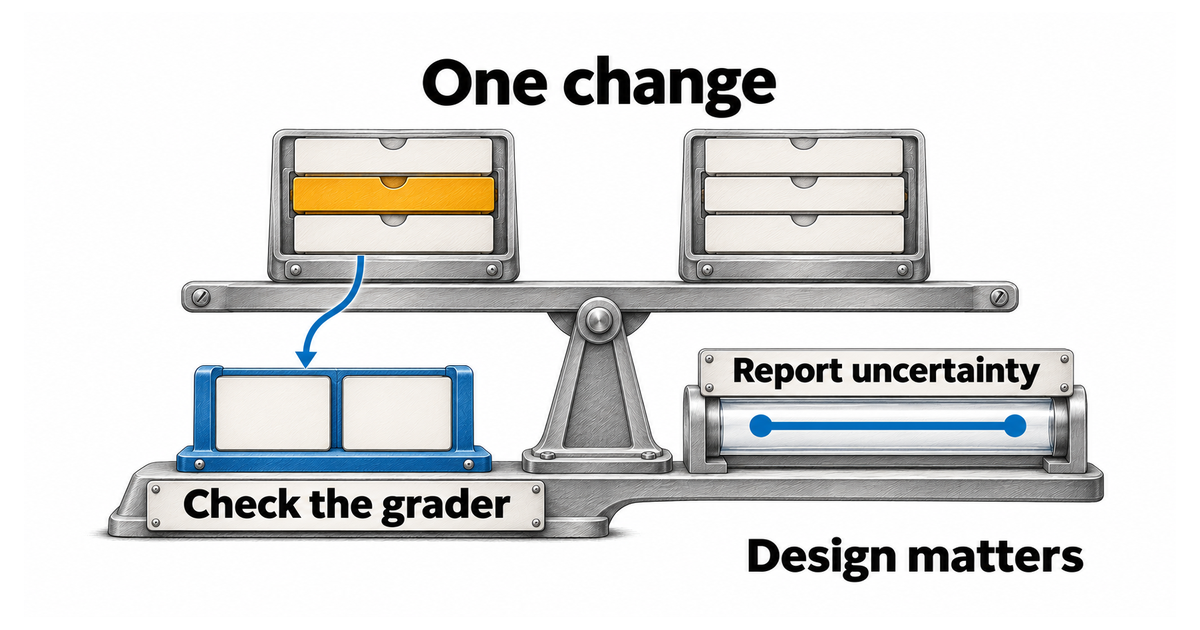 One change
Report uncertainty
Check the grader
Design matters